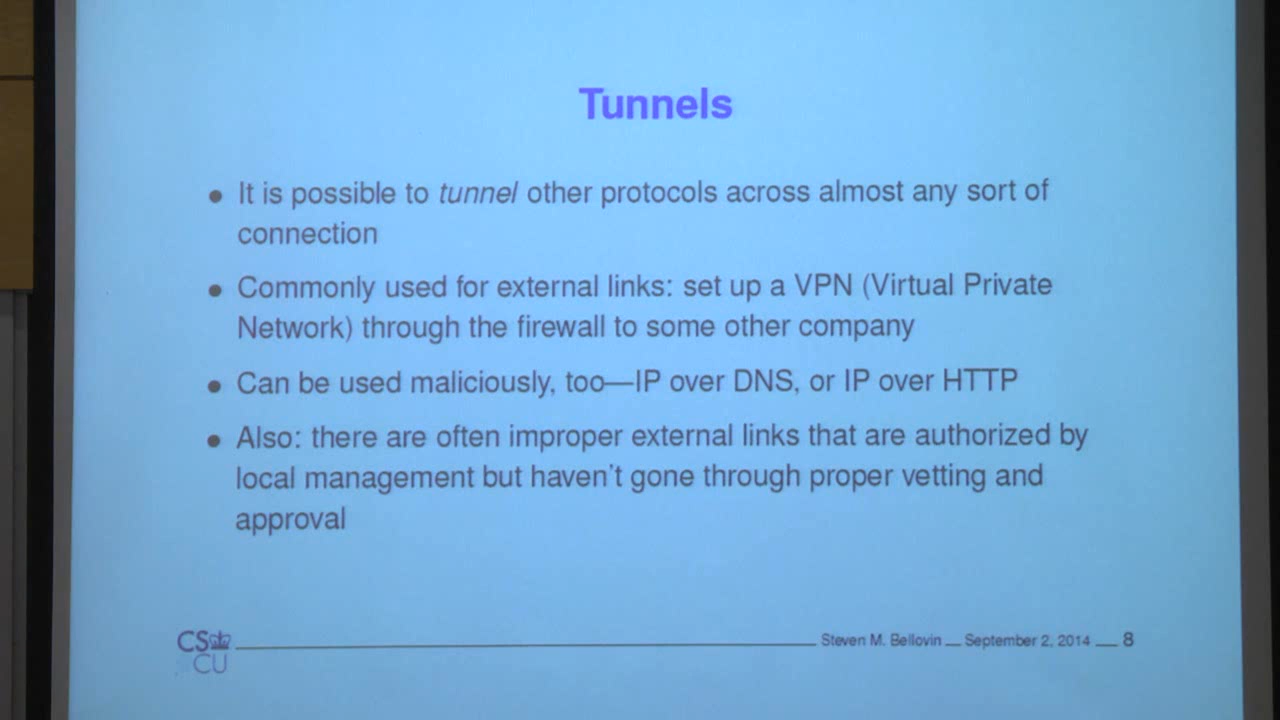 Tunnels
• It is possible to tunnel other protocols across almost any sort of
connection
• Commonly used for external links: set up a VPN (Virtual Private
Network) through the firewall to some other company
• Can be used maliciously, too—IP over DNS, or IP over HTTP
• Also: there are often improper external links that are authorized by
local management but haven't gone through proper vetting and
approval
CS
CU
Steven M. Bellovin — September 2, 2014 — 8